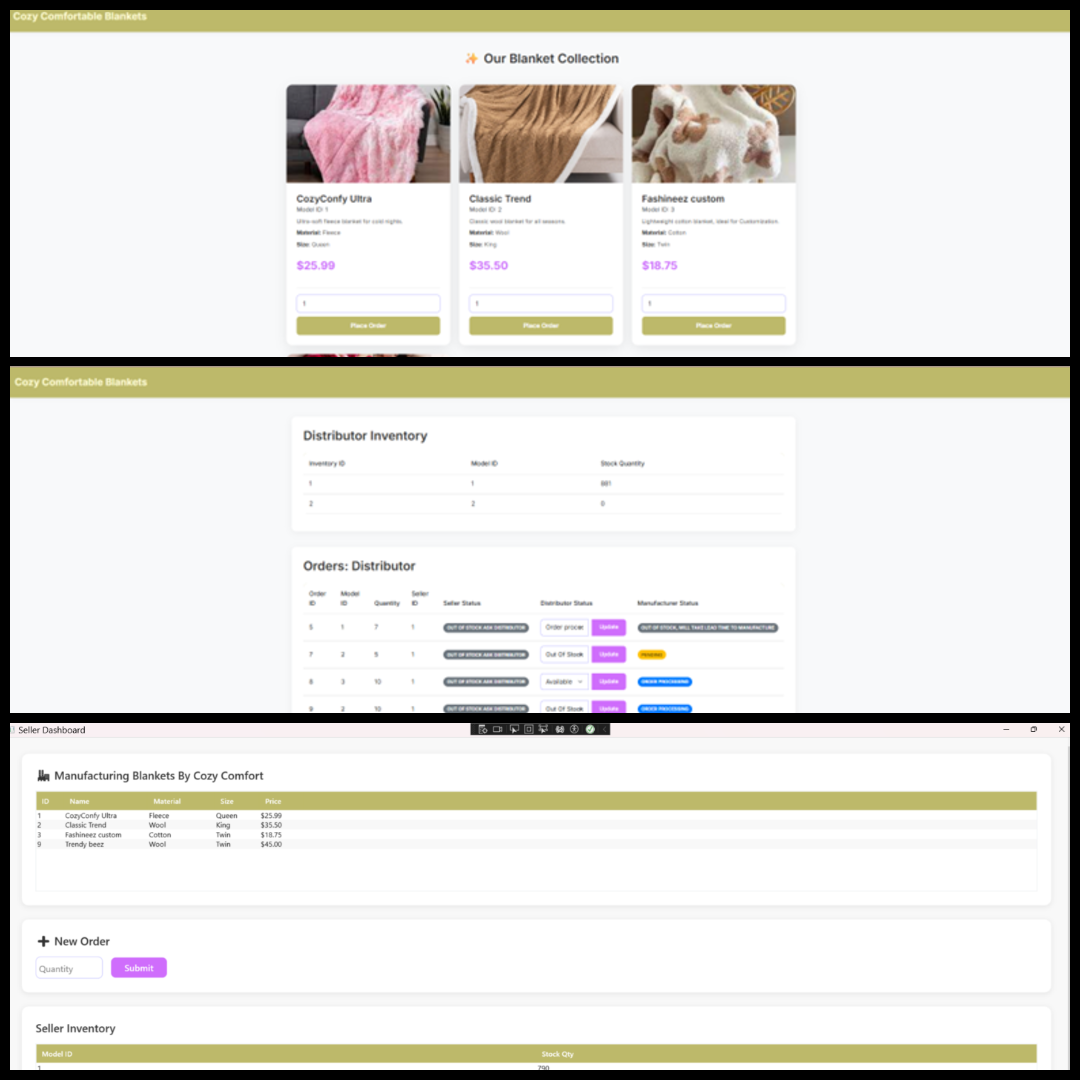 Cozy Comfortable Blankets
✨ Our Blanket Collection
CozyConfy Ultra
Model ID: 1
Ultra-soft fleece blanket for cold nights.
Material: Fleece
Size: Queen
$25.99
1
Place Order
Classic Trend
Model ID: 2
Classic wool blanket for all seasons.
Material: Wool
Size: King
$35.50
1
Place Order
Fashineez custom
Model ID: 3
Lightweight cotton blanket, ideal for Customization.
Material: Cotton
Size: Twin
$18.75
1
Place Order
Cozy Comfortable Blankets
Distributor Inventory
Inventory ID Model ID Stock Quantity
1 1 881
2 2 0
Orders: Distributor
Order ID Model ID Quantity Seller ID Seller Status Distributor Status Manufacturer Status
5 1 7 1 OUT OF STOCK ASK DISTRIBUTOR Order proces Update OUT OF STOCK, WILL TAKE LEAD TIME TO MANUFACTURE
7 2 5 1 OUT OF STOCK ASK DISTRIBUTOR Out Of Stock Update PENDING
8 3 10 1 OUT OF STOCK ASK DISTRIBUTOR Available Update ORDER PROCESSING
9 2 10 1 OUT OF STOCK ASK DISTRIBUTOR Out Of Stock Update ORDER PROCESSING
Seller Dashboard
Manufacturing Blankets By Cozy Comfort
ID Name Material Size Price
1 CozyConfy Ultra Fleece Queen $25.99
2 Classic Trend Wool King $35.50
3 Fashineez custom Cotton Twin $18.75
9 Trendy beez Wool Twin $45.00
New Order
Quantity Submit
Seller Inventory
Model ID Stock Qty
1 790